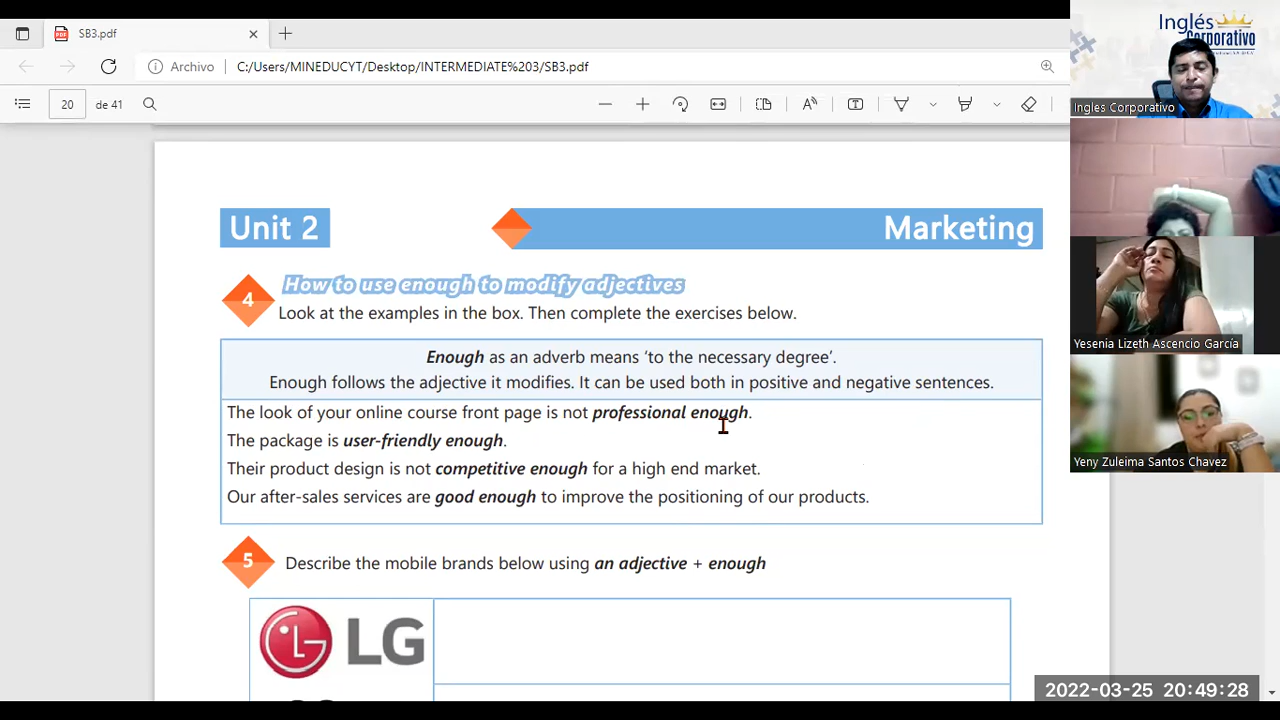 SB3.pdf
Archivo
C:/Users/MINEDUCYT/Desktop/INTERMEDIATE%203/SB3.pdf
20
de 41
Unit 2
Marketing
4
How to use enough to modify adjectives
Look at the examples in the box. Then complete the exercises below.
Enough as an adverb means ‘to the necessary degree’.
Enough follows the adjective it modifies. It can be used both in positive and negative sentences.
The look of your online course front page is not professional enough.
The package is user-friendly enough.
Their product design is not competitive enough for a high end market.
Our after-sales services are good enough to improve the positioning of our products.
5
Describe the mobile brands below using an adjective + enough
LG
Inglés
Corporativo
Ingles Corporativo
Yesenia Lizeth Ascencio García
Yeny Zuleima Santos Chavez
2022-03-25 20:49:28